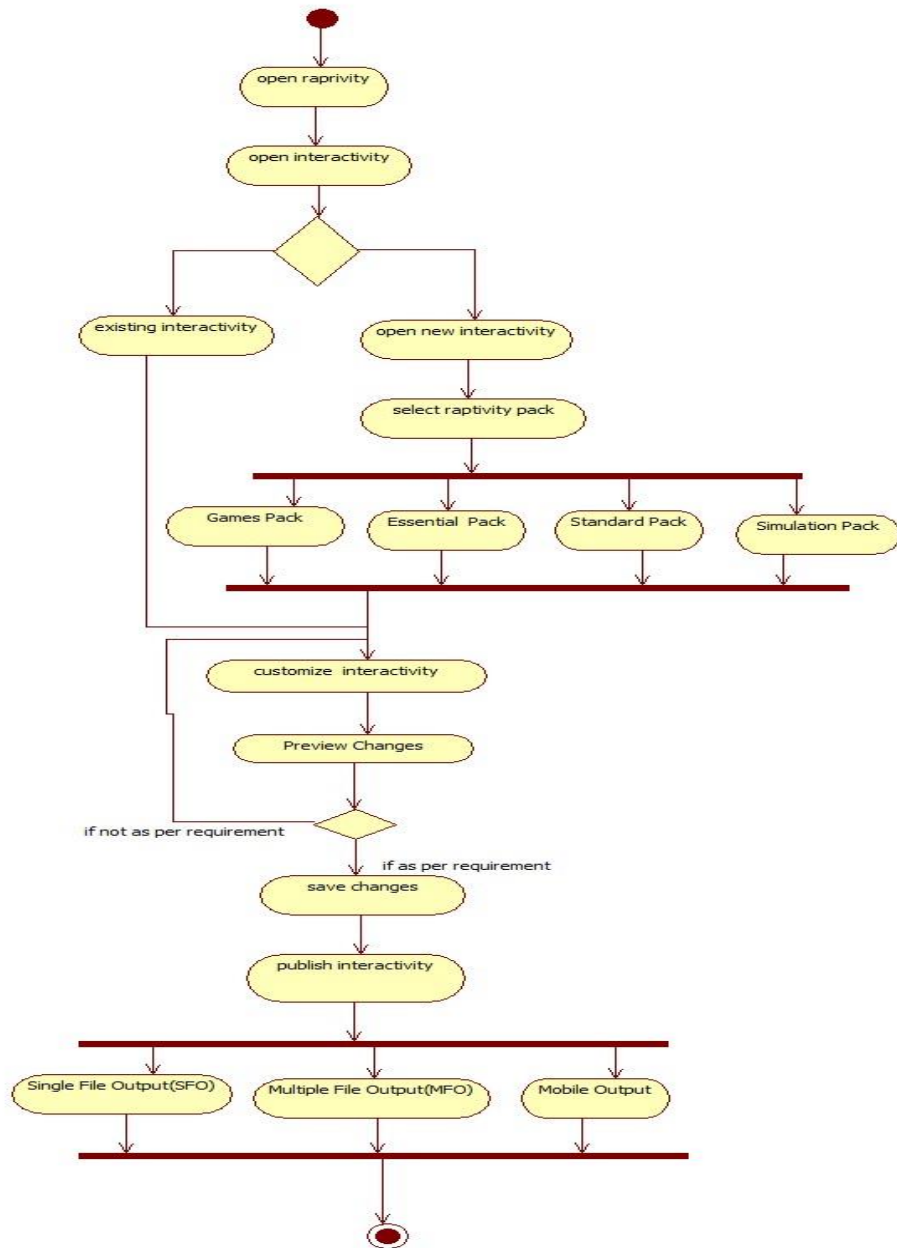 open raprivity
open interactivity
existing interactivity
open new interactivity
select raptivity pack
Games Pack
Essential Pack
Standard Pack
Simulation Pack
customize interactivity
Preview Changes
if not as per requirement
if as per requirement
save changes
publish interactivity
Single File Output(SFO)
Multiple File Output(MFO)
Mobile Output